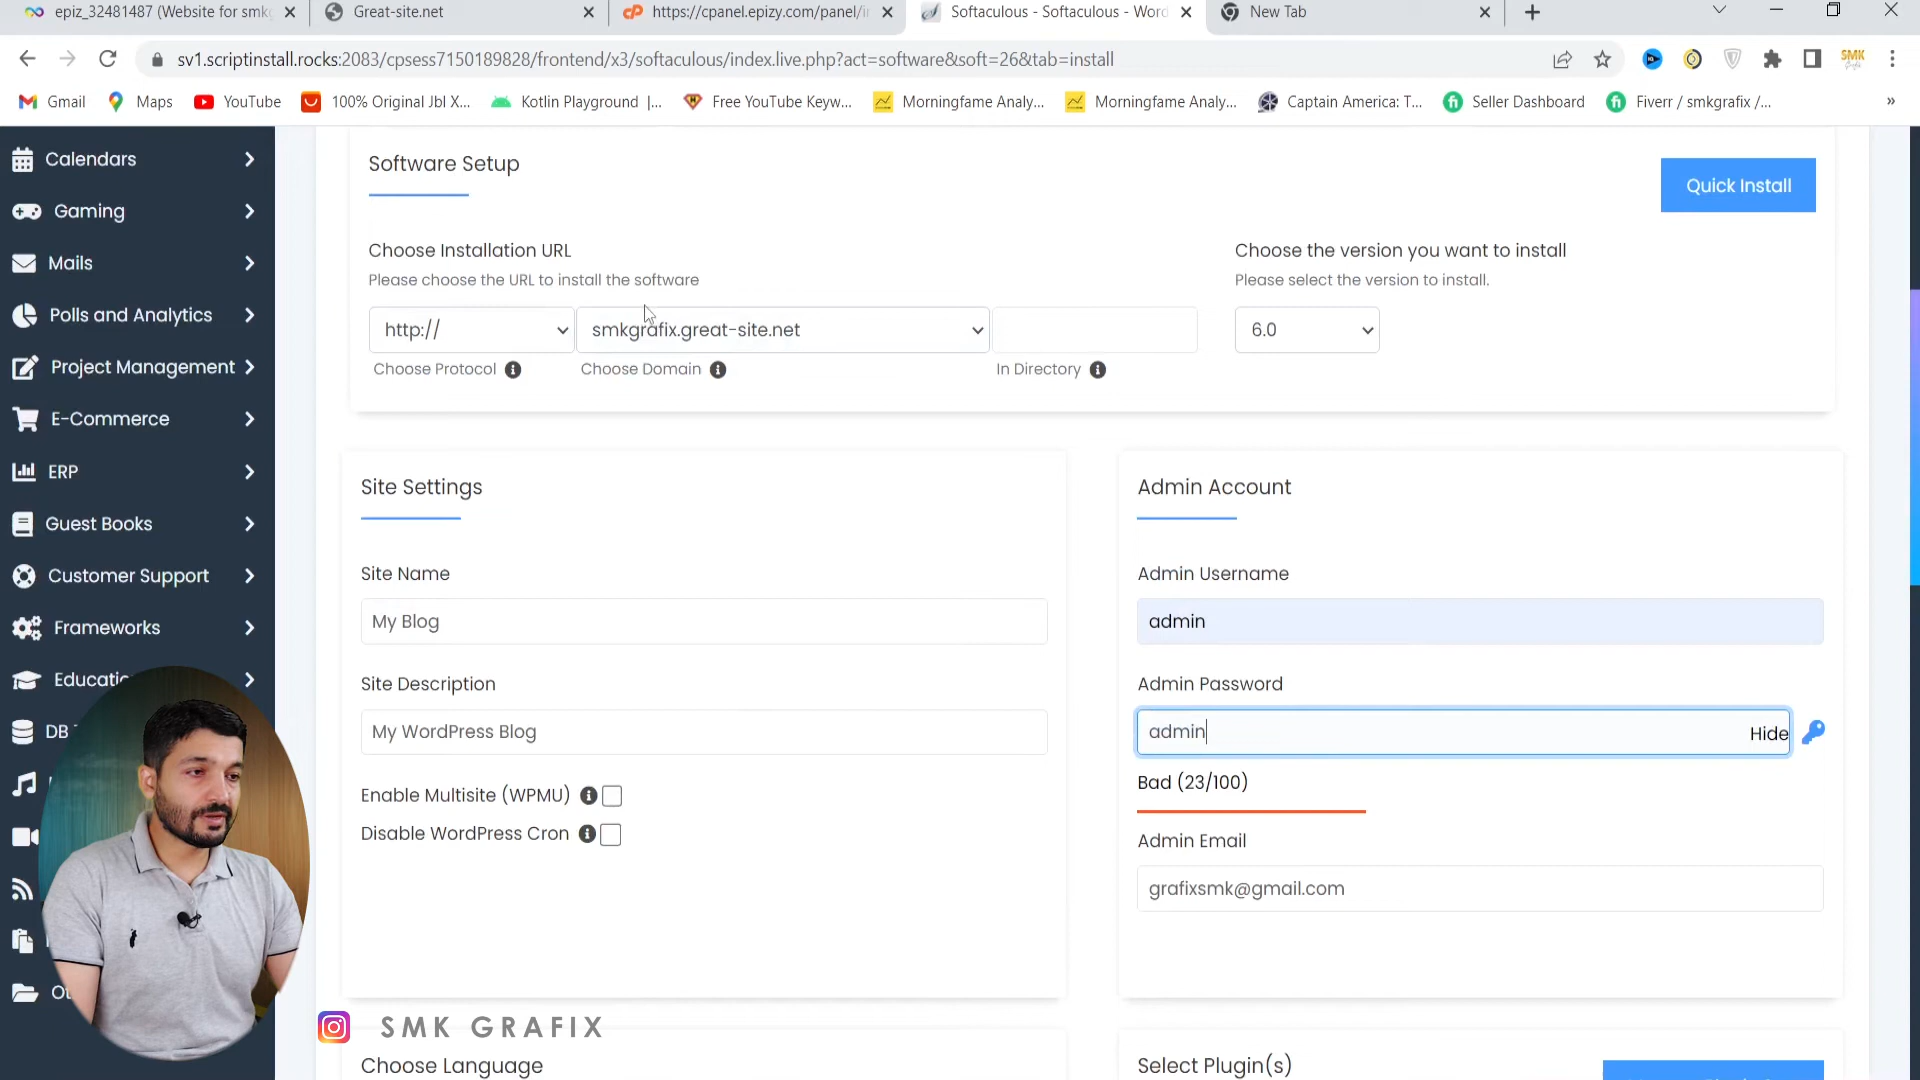 epiz_32481487 (Website for smkg
Great-site.net
https://cpanel.epizy.com/panel/in
Softaculous - Softaculous - Word
New Tab
sv1.scriptinstall.rocks:2083/cpsess7150189828/frontend/x3/softaculous/index.live.php?act=software&soft=26&tab=install
SMK
Gmail
Maps
YouTube
100% Original Jbl X...
Kotlin Playground |...
Free YouTube Keyw...
Morningfame Analy...
Morningfame Analy...
Captain America: T...
Seller Dashboard
Fiverr / smkgrafix /...
»
Calendars
Gaming
Mails
Polls and Analytics
Project Management
E-Commerce
ERP
Guest Books
Customer Support
Frameworks
Educatio
DB
Software Setup
Quick Install
Choose Installation URL
Please choose the URL to install the software
http://
smkgrafix.great-site.net
Choose Protocol
Choose Domain
In Directory
Choose the version you want to install
Please select the version to install.
6.0
Site Settings
Site Name
My Blog
Site Description
My WordPress Blog
Enable Multisite (WPMU)
Disable WordPress Cron
Admin Account
Admin Username
admin
Admin Password
admin
Hide
Bad (23/100)
Admin Email
grafixsmk@gmail.com
SMK GRAFIX
Choose Language
Select Plugin(s)